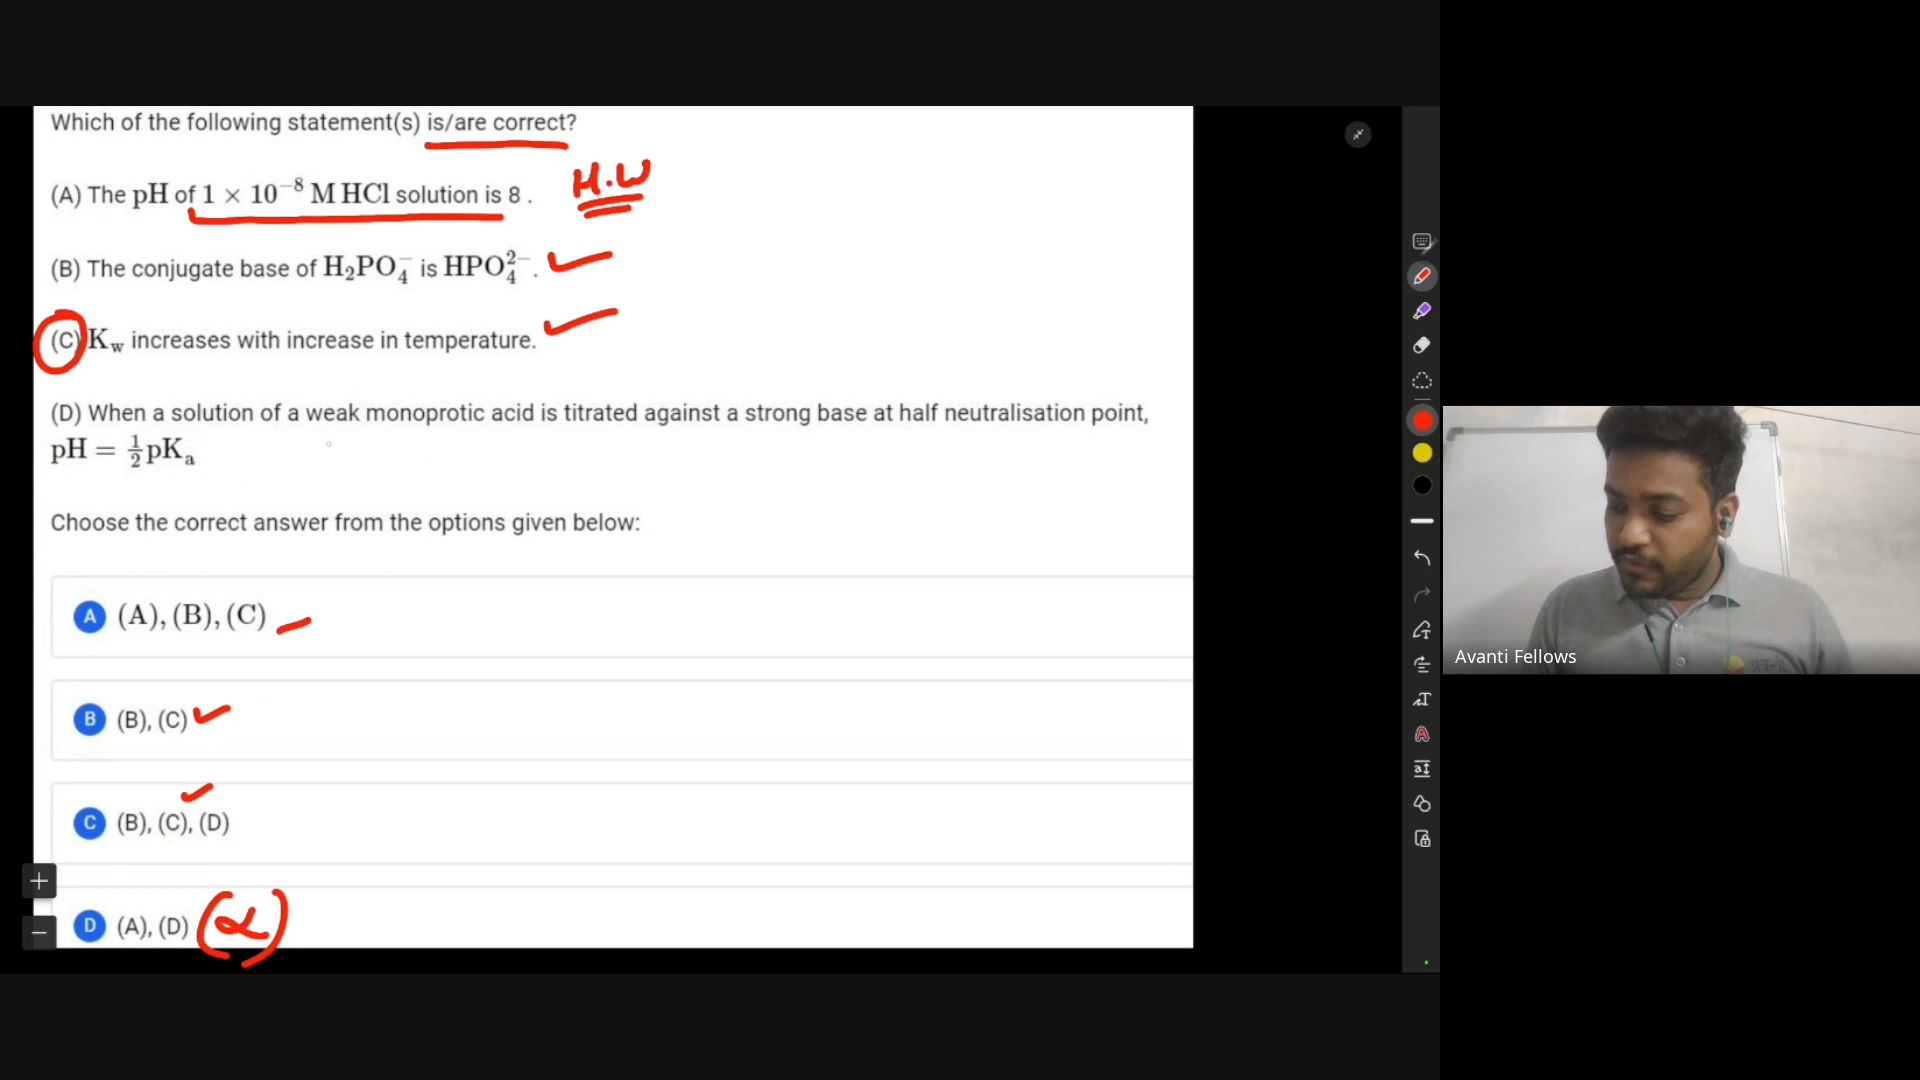 Which of the following statement(s) is/are correct?
(A) The pH of 1 × 10⁻⁸ M HCl solution is 8 .
H.W
(B) The conjugate base of H₂PO₄⁻ is HPO₄²⁻.
(C) K_w increases with increase in temperature.
(D) When a solution of a weak monoprotic acid is titrated against a strong base at half neutralisation point,
pH = ½ pKₐ
Choose the correct answer from the options given below:
A (A), (B), (C)
B (B), (C)
C (B), (C), (D)
D (A), (D)
Avanti Fellows